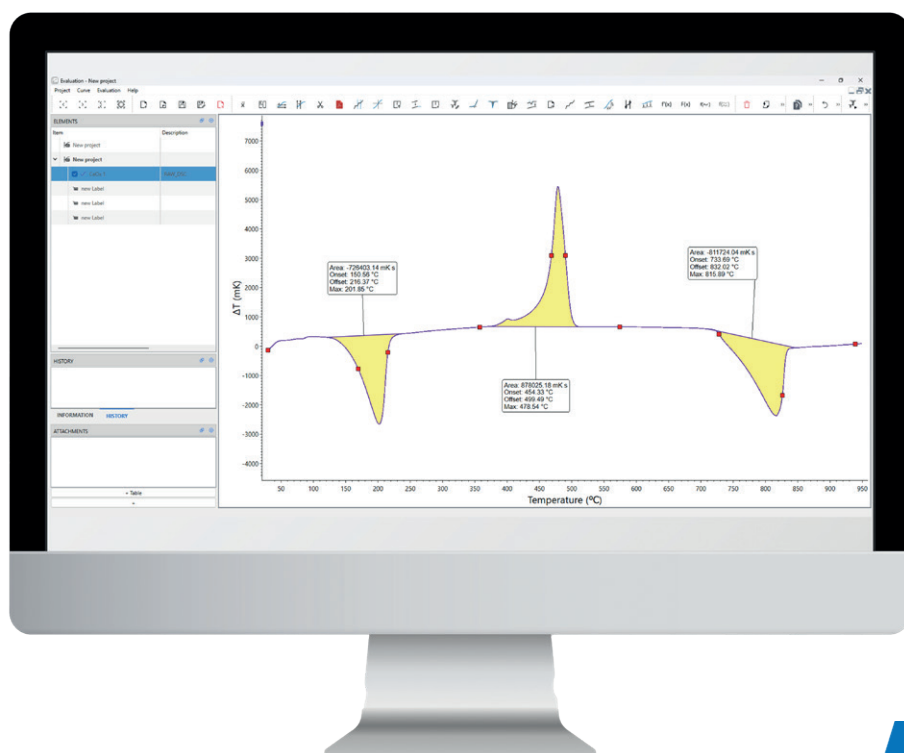 Evaluation - New project
Project Curve Evaluation Help
F(x) F(x)
ELEMENTS
Item Description
New project
New project
new Label
new Label
new Label
HISTORY
INFORMATION HISTORY
ATTACHMENTS
+ Table
+
ΔT (mK)
7000
6000
5000
4000
3000
2000
1000
0
-1000
-2000
-3000
-4000
Area: -726403.14 mK s
Onset: 150.56 °C
Offset: 216.37 °C
Max: 201.85 °C
Area: 878025.18 mK s
Onset: 454.33 °C
Offset: 499.49 °C
Max: 478.54 °C
Area: -811724.04 mK s
Onset: 733.69 °C
Offset: 832.02 °C
Max: 815.89 °C
50 100 150 200 250 300 350 400 450 500 550 600 650 700 750 800 850 900 950
Temperature (°C)